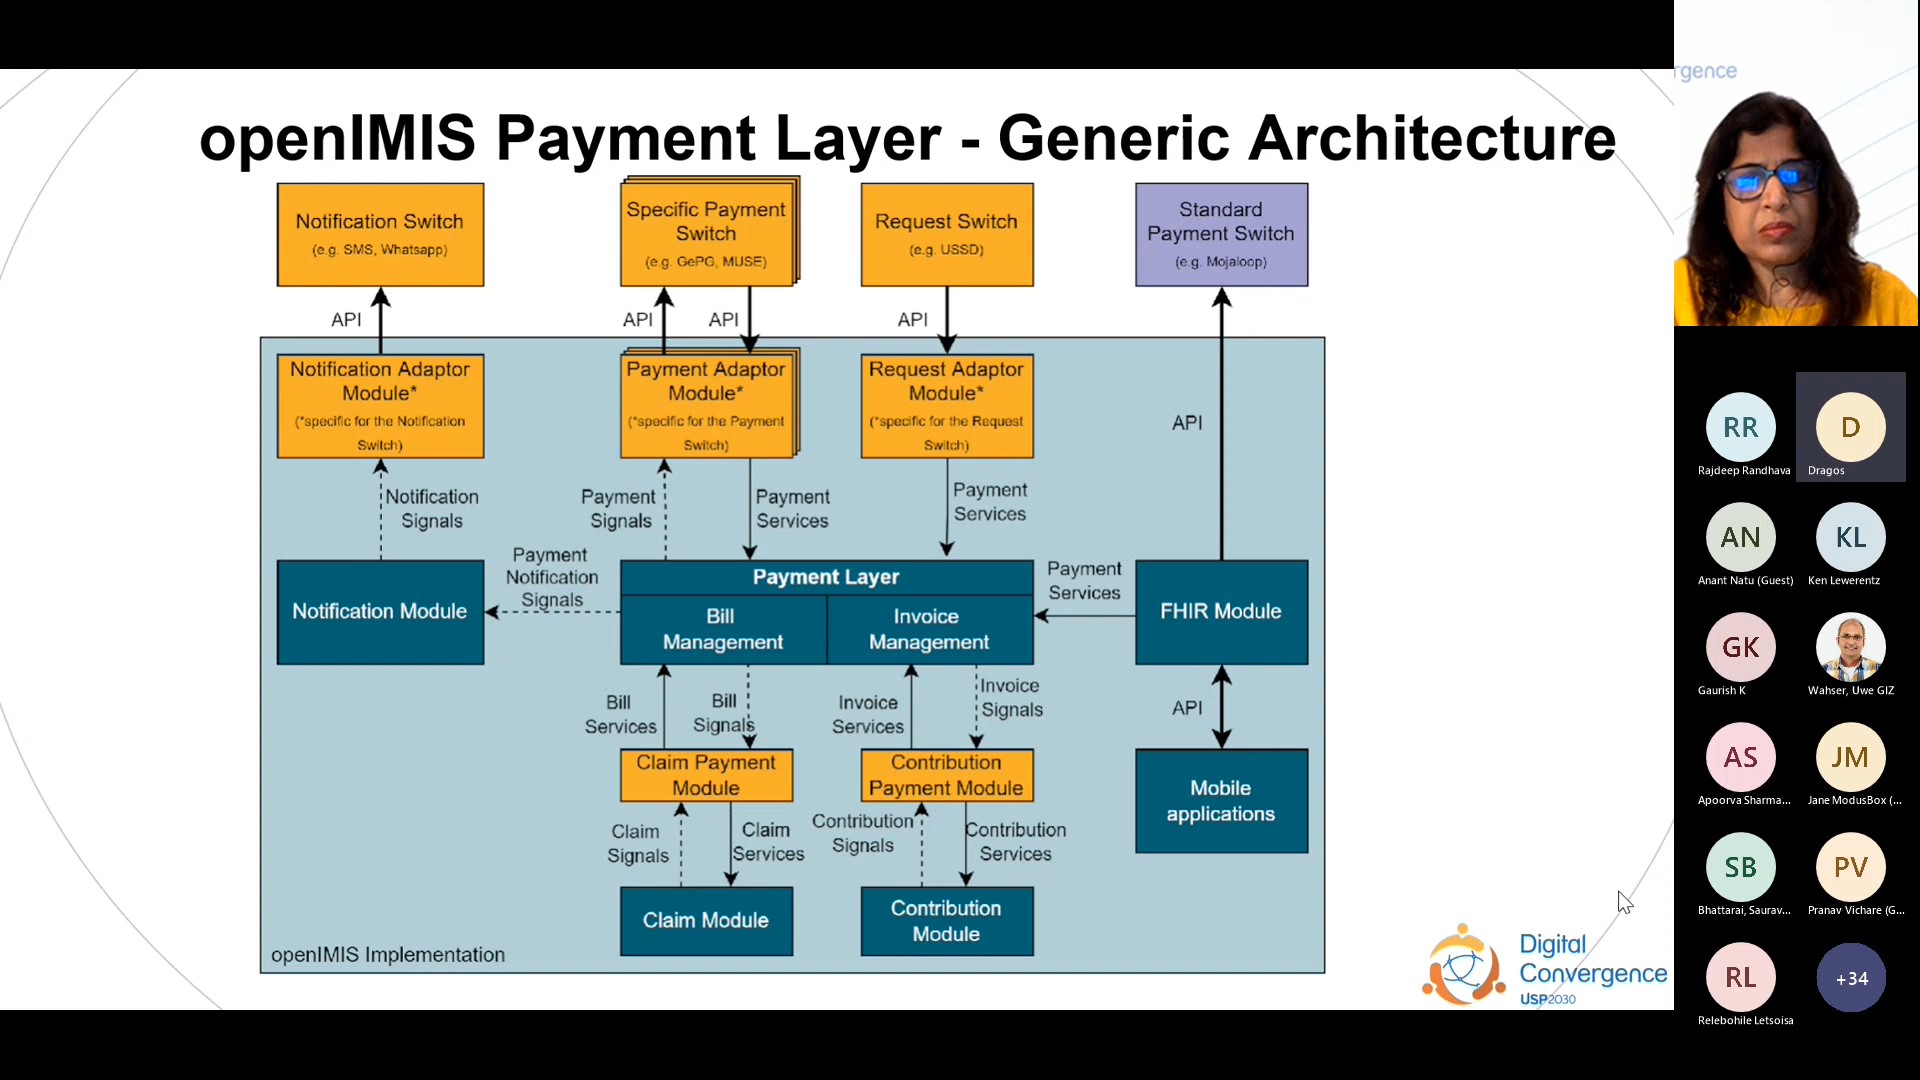 rgence
openIMIS Payment Layer - Generic Architecture
Notification Switch
(e.g. SMS, Whatsapp)
Specific Payment
Switch
(e.g. GePG, MUSE)
Request Switch
(e.g. USSD)
Standard
Payment Switch
(e.g. Mojaloop)
API
API
API
API
Notification Adaptor
Module*
(*specific for the Notification
Switch)
Payment Adaptor
Module*
(*specific for the Payment
Switch)
Request Adaptor
Module*
(*specific for the Request
Switch)
API
Notification
Signals
Payment
Signals
Payment
Services
Payment
Services
Payment
Notification
Signals
Payment
Services
Notification Module
Payment Layer
Bill
Management
Invoice
Management
FHIR Module
Bill
Services
Bill
Signals
Invoice
Services
Invoice
Signals
API
Claim Payment
Module
Contribution
Payment Module
Mobile
applications
Claim
Signals
Claim
Services
Contribution
Signals
Contribution
Services
Claim Module
Contribution
Module
openIMIS Implementation
Digital
Convergence
USP2030
RR
Rajdeep Randhava
D
Dragos
AN
Anant Natu (Guest)
KL
Ken Lewerentz
GK
Gaurish K
Wahser, Uwe GIZ
AS
Apoorva Sharma...
JM
Jane ModusBox (...
SB
Bhattarai, Saurav...
PV
Pranav Vichare (G...
RL
Relebohile Letsoisa
+34